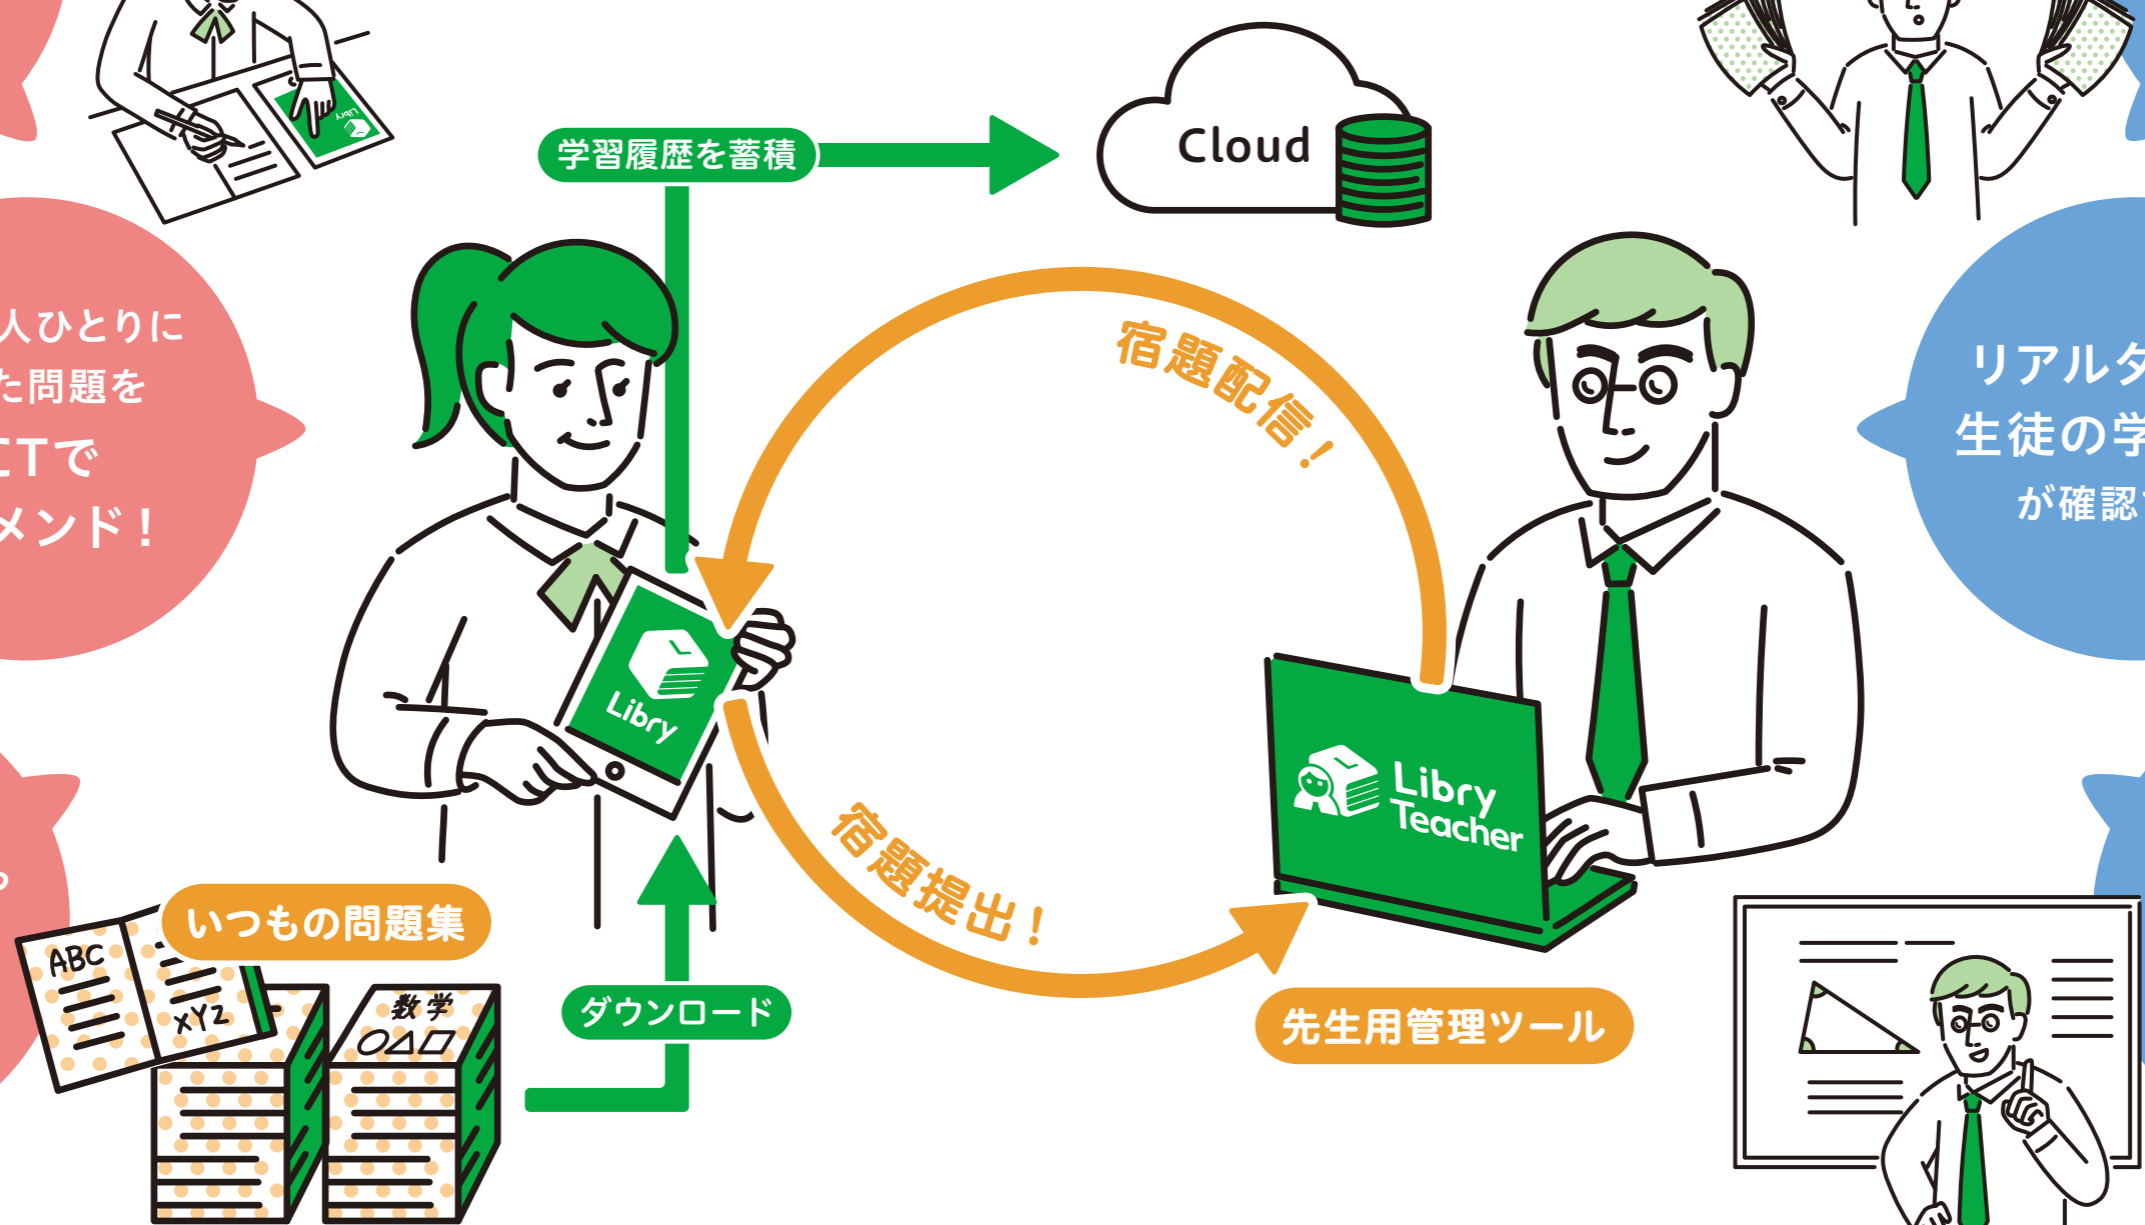 Libry
学習履歴を蓄積
Cloud
人ひとりに
た問題を
CTで
メンド！
宿題配信！
リアルタ
生徒の学
が確認
Libry
Libry
Teacher
宿題提出！
いつもの問題集
ABC
XYZ
数学
ダウンロード
先生用管理ツール